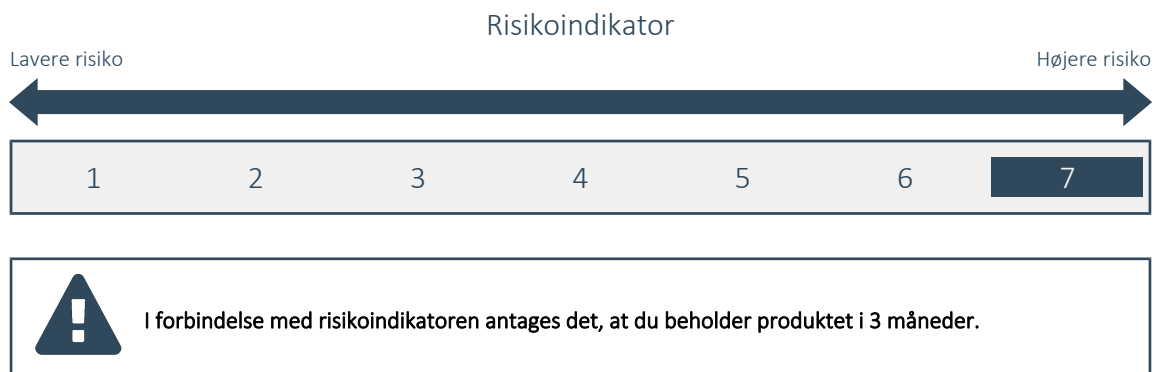 Risikoindikator
Lavere risiko Højere risiko
1 2 3 4 5 6 7
I forbindelse med risikoindikatoren antages det, at du beholder produktet i 3 måneder.